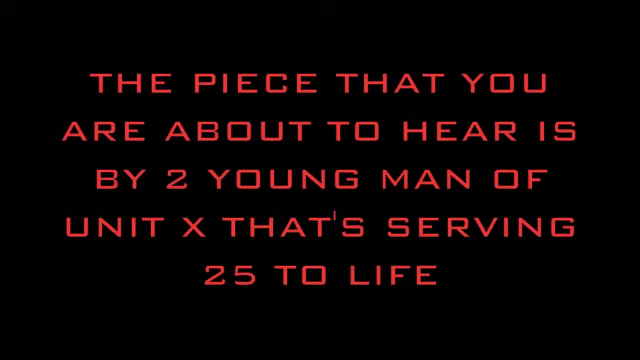 THE PIECE THAT YOU
ARE ABOUT TO HEAR IS
BY 2 YOUNG MAN OF
UNIT X THAT'S SERVING
25 TO LIFE